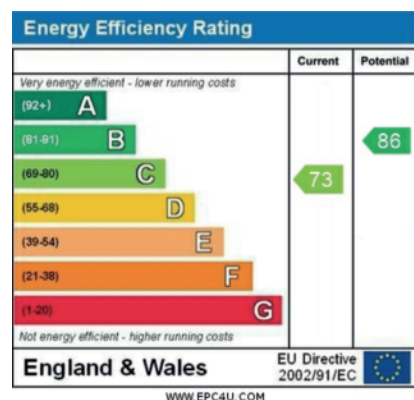 Energy Efficiency Rating
Current Potential
Very energy efficient - lower running costs
(92+) A
(81-91) B 86
(69-80) C 73
(55-68) D
(39-54) E
(21-38) F
(1-20) G
Not energy efficient - higher running costs
England & Wales EU Directive
2002/91/EC
WWW.EPC4U.COM